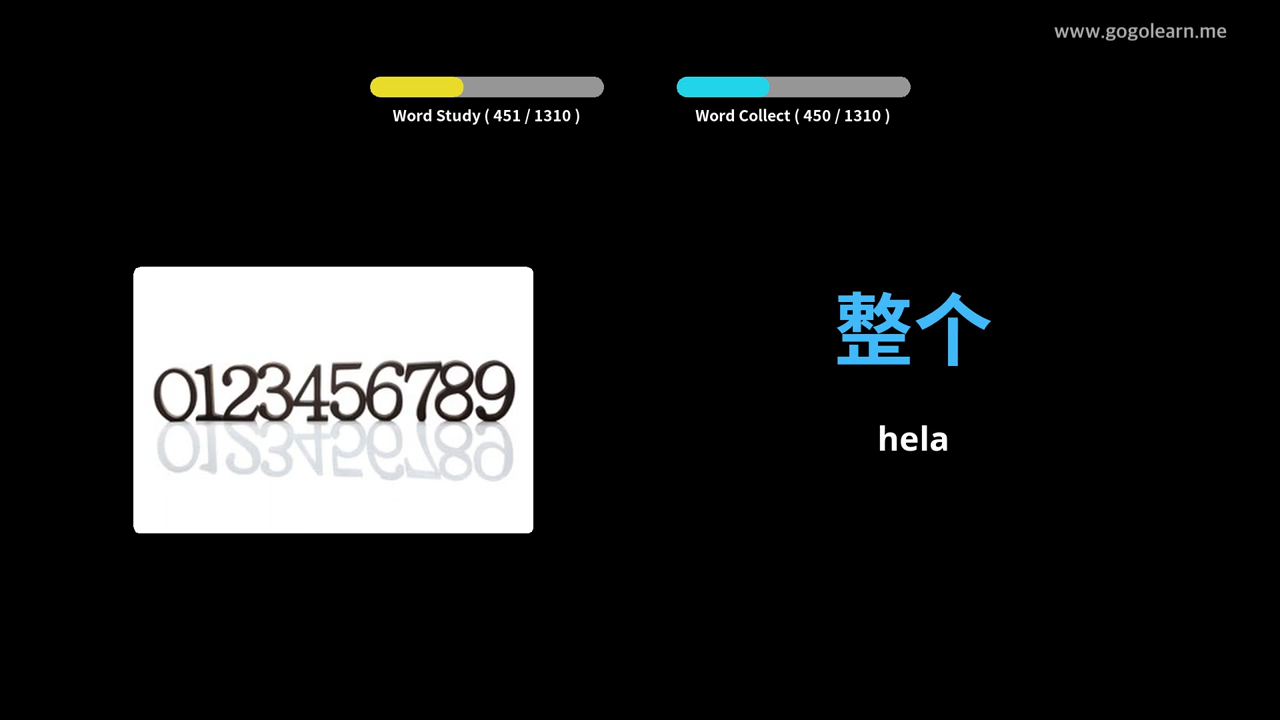 www.gogolearn.me
Word Study ( 451 / 1310 )
Word Collect ( 450 / 1310 )
0123456789
整个
hela